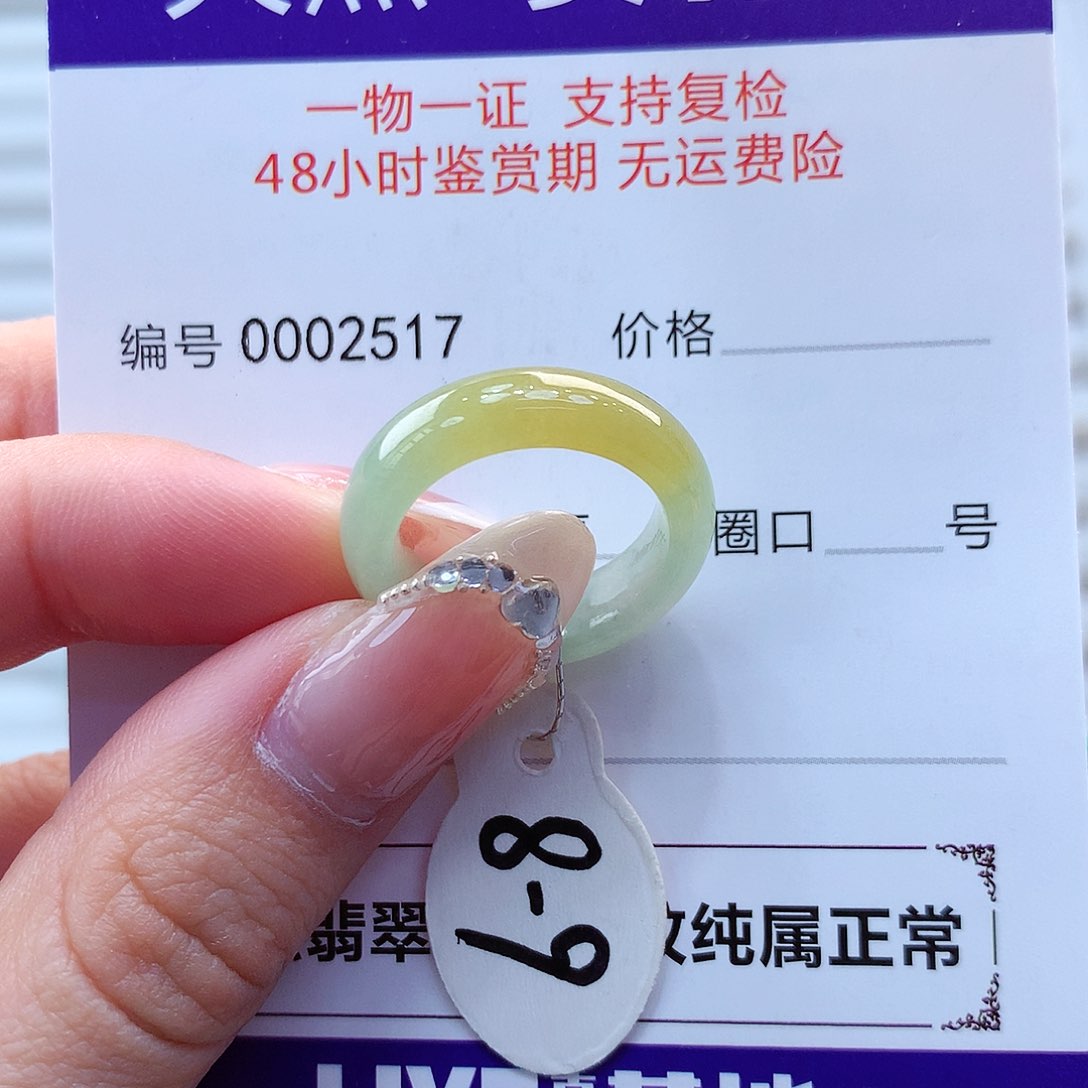 一物一证 支持复检
48小时鉴赏期 无运费险
编号 0002517 价格
圈口 号
8-9
翡翠 纯属正常